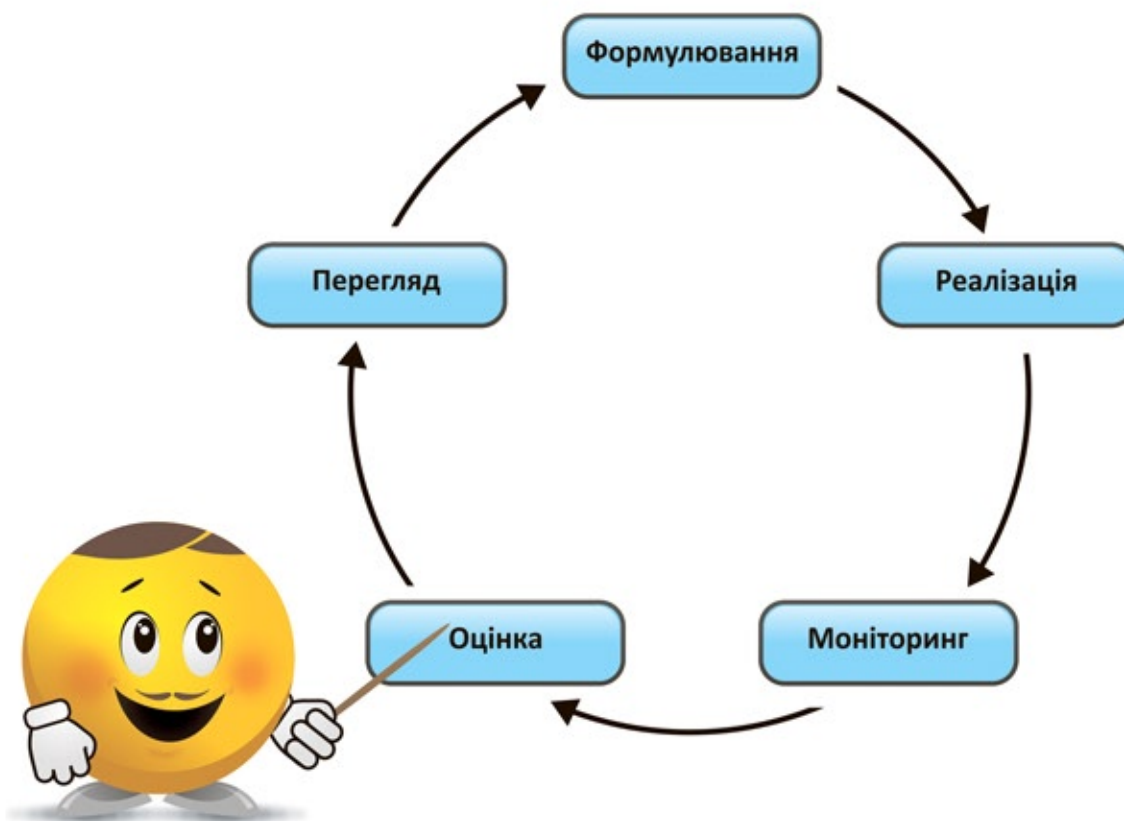 Формулювання
Реалізація
Моніторинг
Оцінка
Перегляд